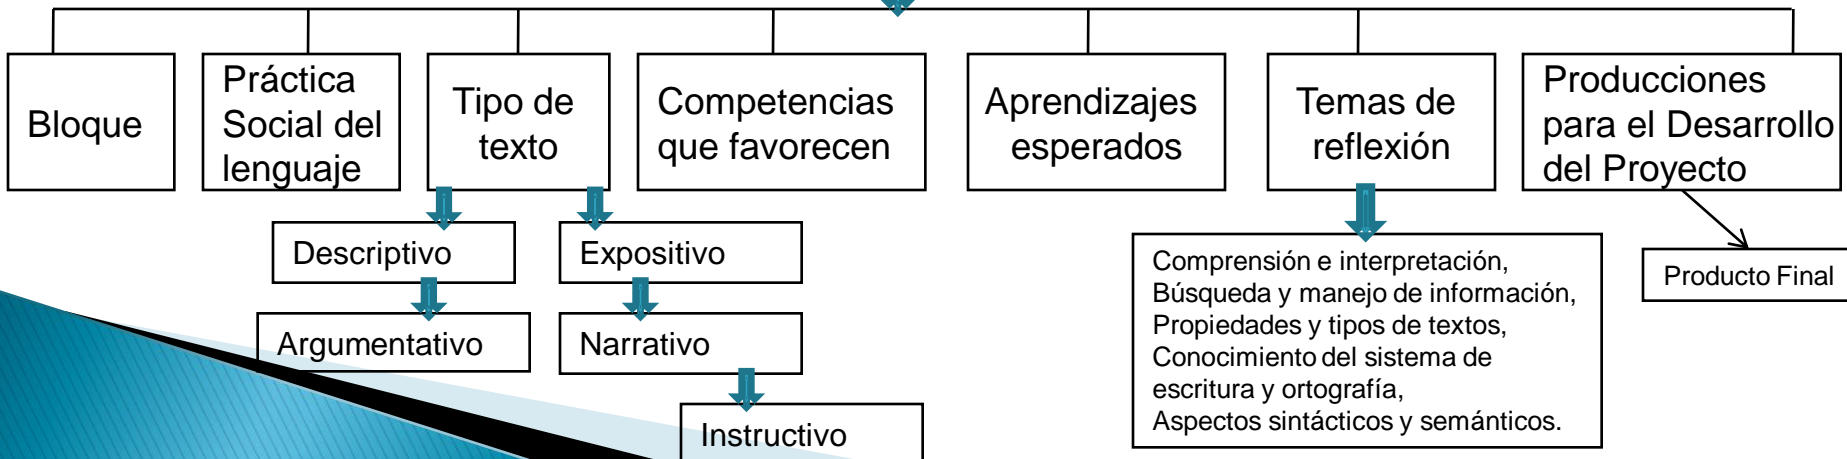 Bloque
Práctica
Social del
lenguaje
Tipo de
texto
Competencias
que favorecen
Aprendizajes
esperados
Temas de
reflexión
Producciones
para el Desarrollo
del Proyecto
Descriptivo
Expositivo
Argumentativo
Narrativo
Instructivo
Comprensión e interpretación,
Búsqueda y manejo de información,
Propiedades y tipos de textos,
Conocimiento del sistema de
escritura y ortografía,
Aspectos sintácticos y semánticos.
Producto Final